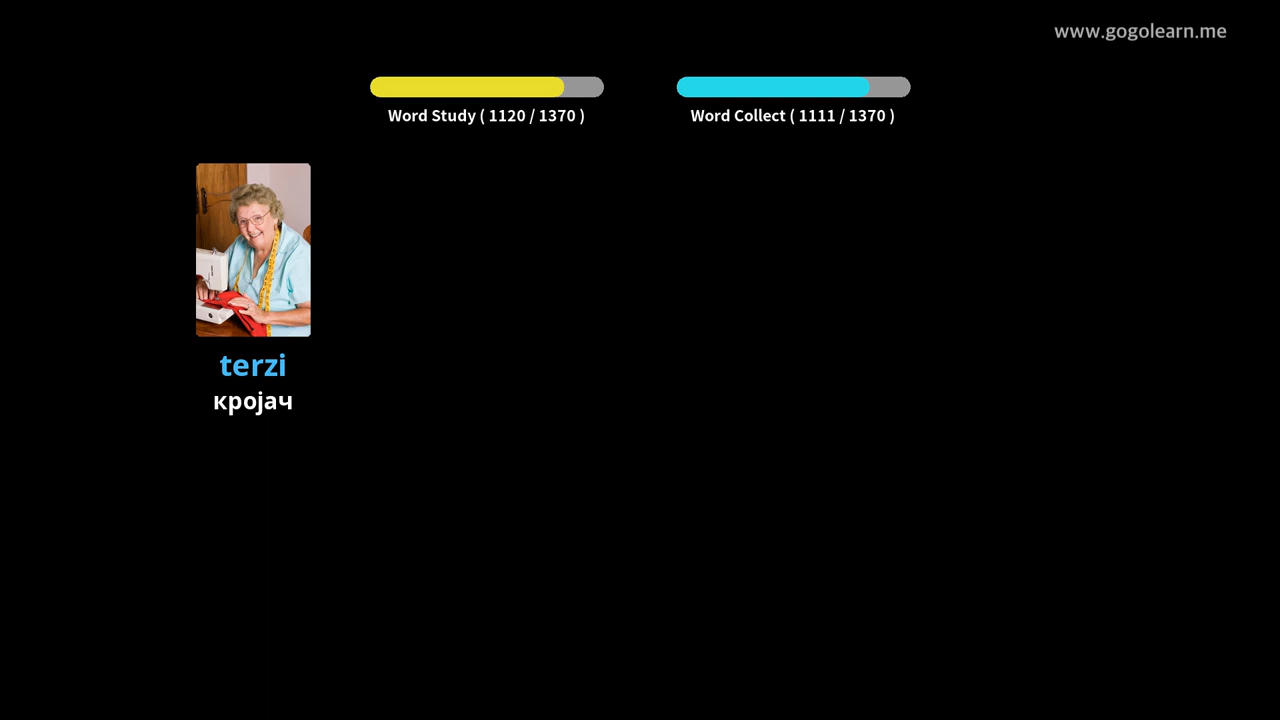 www.gogolearn.me
Word Study ( 1120 / 1370 )
Word Collect ( 1111 / 1370 )
terzi
кројач